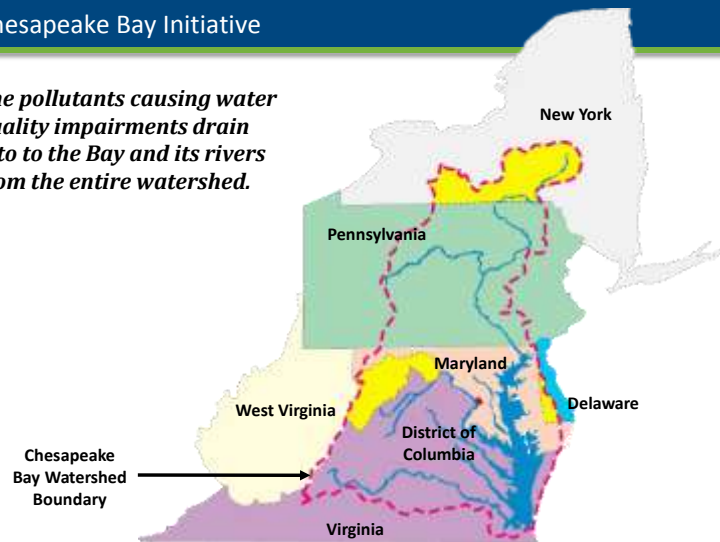 hesapeake Bay Initiative
he pollutants causing water
uality impairments drain
to to the Bay and its rivers
om the entire watershed.
New York
Pennsylvania
Maryland
West Virginia
Delaware
District of
Columbia
Chesapeake
Bay Watershed
Boundary
Virginia